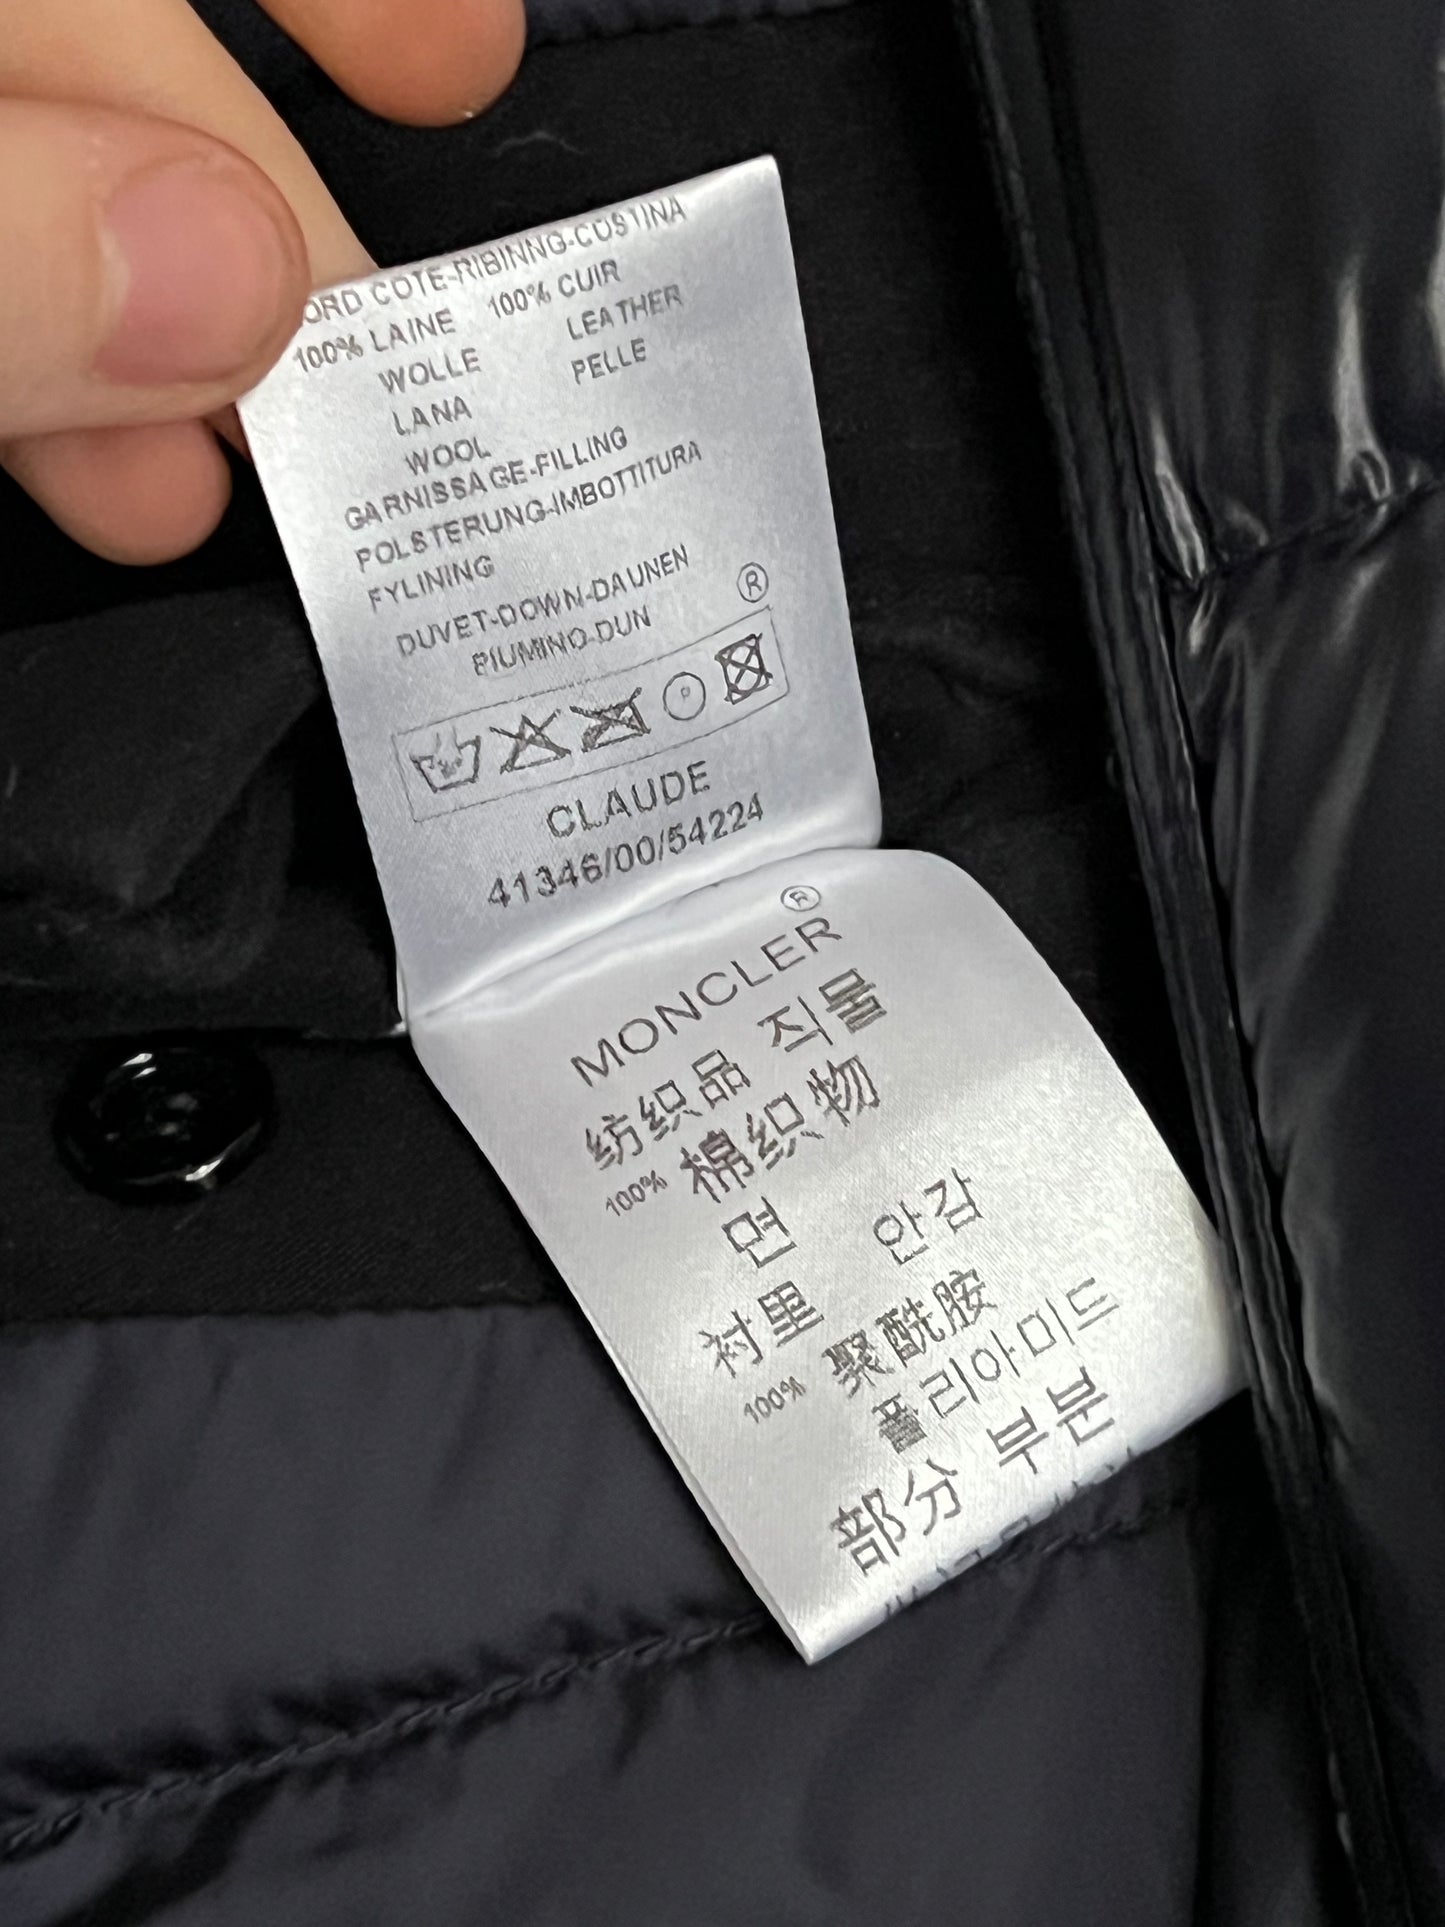 ORD COTE-RIBINNG-COSTINA
100% LAINE 100% CUIR
WOLLE LEATHER
LANA PELLE
WOOL
GARNISSAGE-FILLING
POLSTERUNG-IMBOTTITURA
FYLINING
DUVET-DOWN-DAUNEN
PIUMINO-DUN
®
CLAUDE
41346/00/54224
®
MONCLER
纺织品 직물
100% 棉织物
면 안감
衬里
100% 聚酰胺
폴리아미드
部分 부분